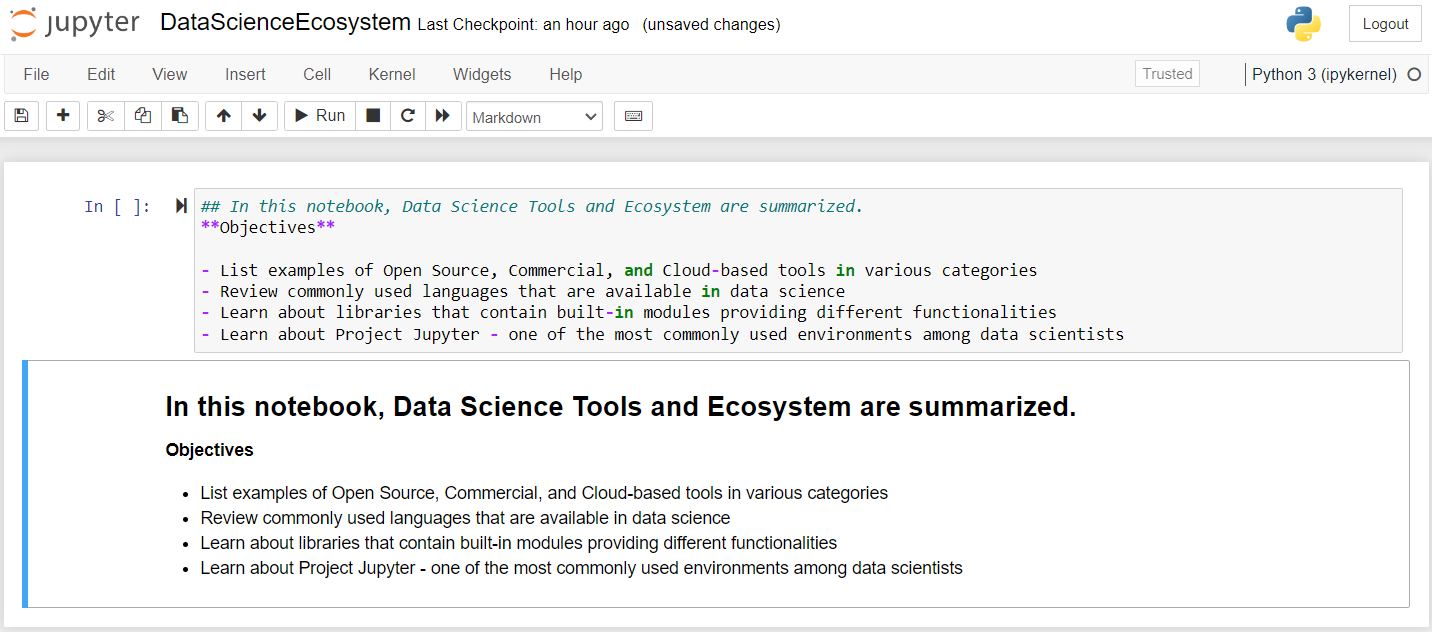 jupyter DataScienceEcosystem Last Checkpoint: an hour ago (unsaved changes) Logout
File Edit View Insert Cell Kernel Widgets Help Trusted Python 3 (ipykernel)
Run Markdown
In [ ]: ## In this notebook, Data Science Tools and Ecosystem are summarized.
**Objectives**
- List examples of Open Source, Commercial, and Cloud-based tools in various categories
- Review commonly used languages that are available in data science
- Learn about libraries that contain built-in modules providing different functionalities
- Learn about Project Jupyter - one of the most commonly used environments among data scientists
In this notebook, Data Science Tools and Ecosystem are summarized.
Objectives
• List examples of Open Source, Commercial, and Cloud-based tools in various categories
• Review commonly used languages that are available in data science
• Learn about libraries that contain built-in modules providing different functionalities
• Learn about Project Jupyter - one of the most commonly used environments among data scientists